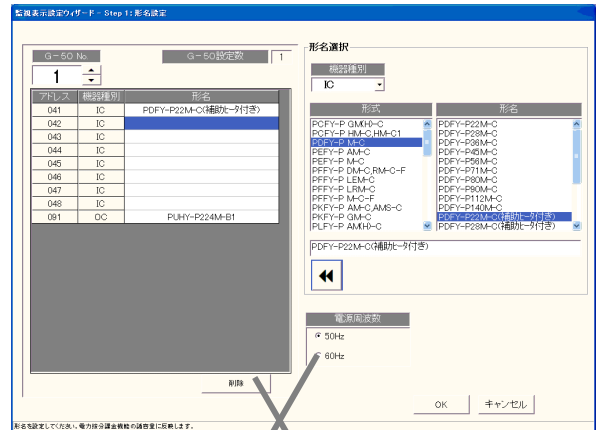 監視表示設定ウィザード - Step 1:形名設定
G-50 No
G-50設定数 1
1
アドレス 機器種別 形名
041 IC PDFY-P22M-C(補助ヒータ付き)
042 IC
043 IC
044 IC
045 IC
046 IC
047 IC
048 IC
091 OC PUHY-P224M-B1
削除
形名選択
機器種別
IC
形式
PCFY-P GM(H)-C
PCFY-P HM-C,HM-C1
PDFY-P M-C
PEFY-P AM-C
PEFY-P M-C
PFFY-P DM-C,RM-C-F
PFFY-P LEM-C
PFFY-P LRM-C
PFFY-P M-C-F
PKFY-P AM-C,AMS-C
PKFY-P GM-C
PLFY-P AM(H)-C
形名
PDFY-P22M-C
PDFY-P28M-C
PDFY-P36M-C
PDFY-P45M-C
PDFY-P56M-C
PDFY-P71M-C
PDFY-P80M-C
PDFY-P90M-C
PDFY-P112M-C
PDFY-P140M-C
PDFY-P22M-C(補助ヒータ付き)
PDFY-P28M-C(補助ヒータ付き)
PDFY-P22M-C(補助ヒータ付き)
電源周波数
50Hz
60Hz
OK キャンセル
形名を設定してください。電力按分課金機能の諸容量に反映します。